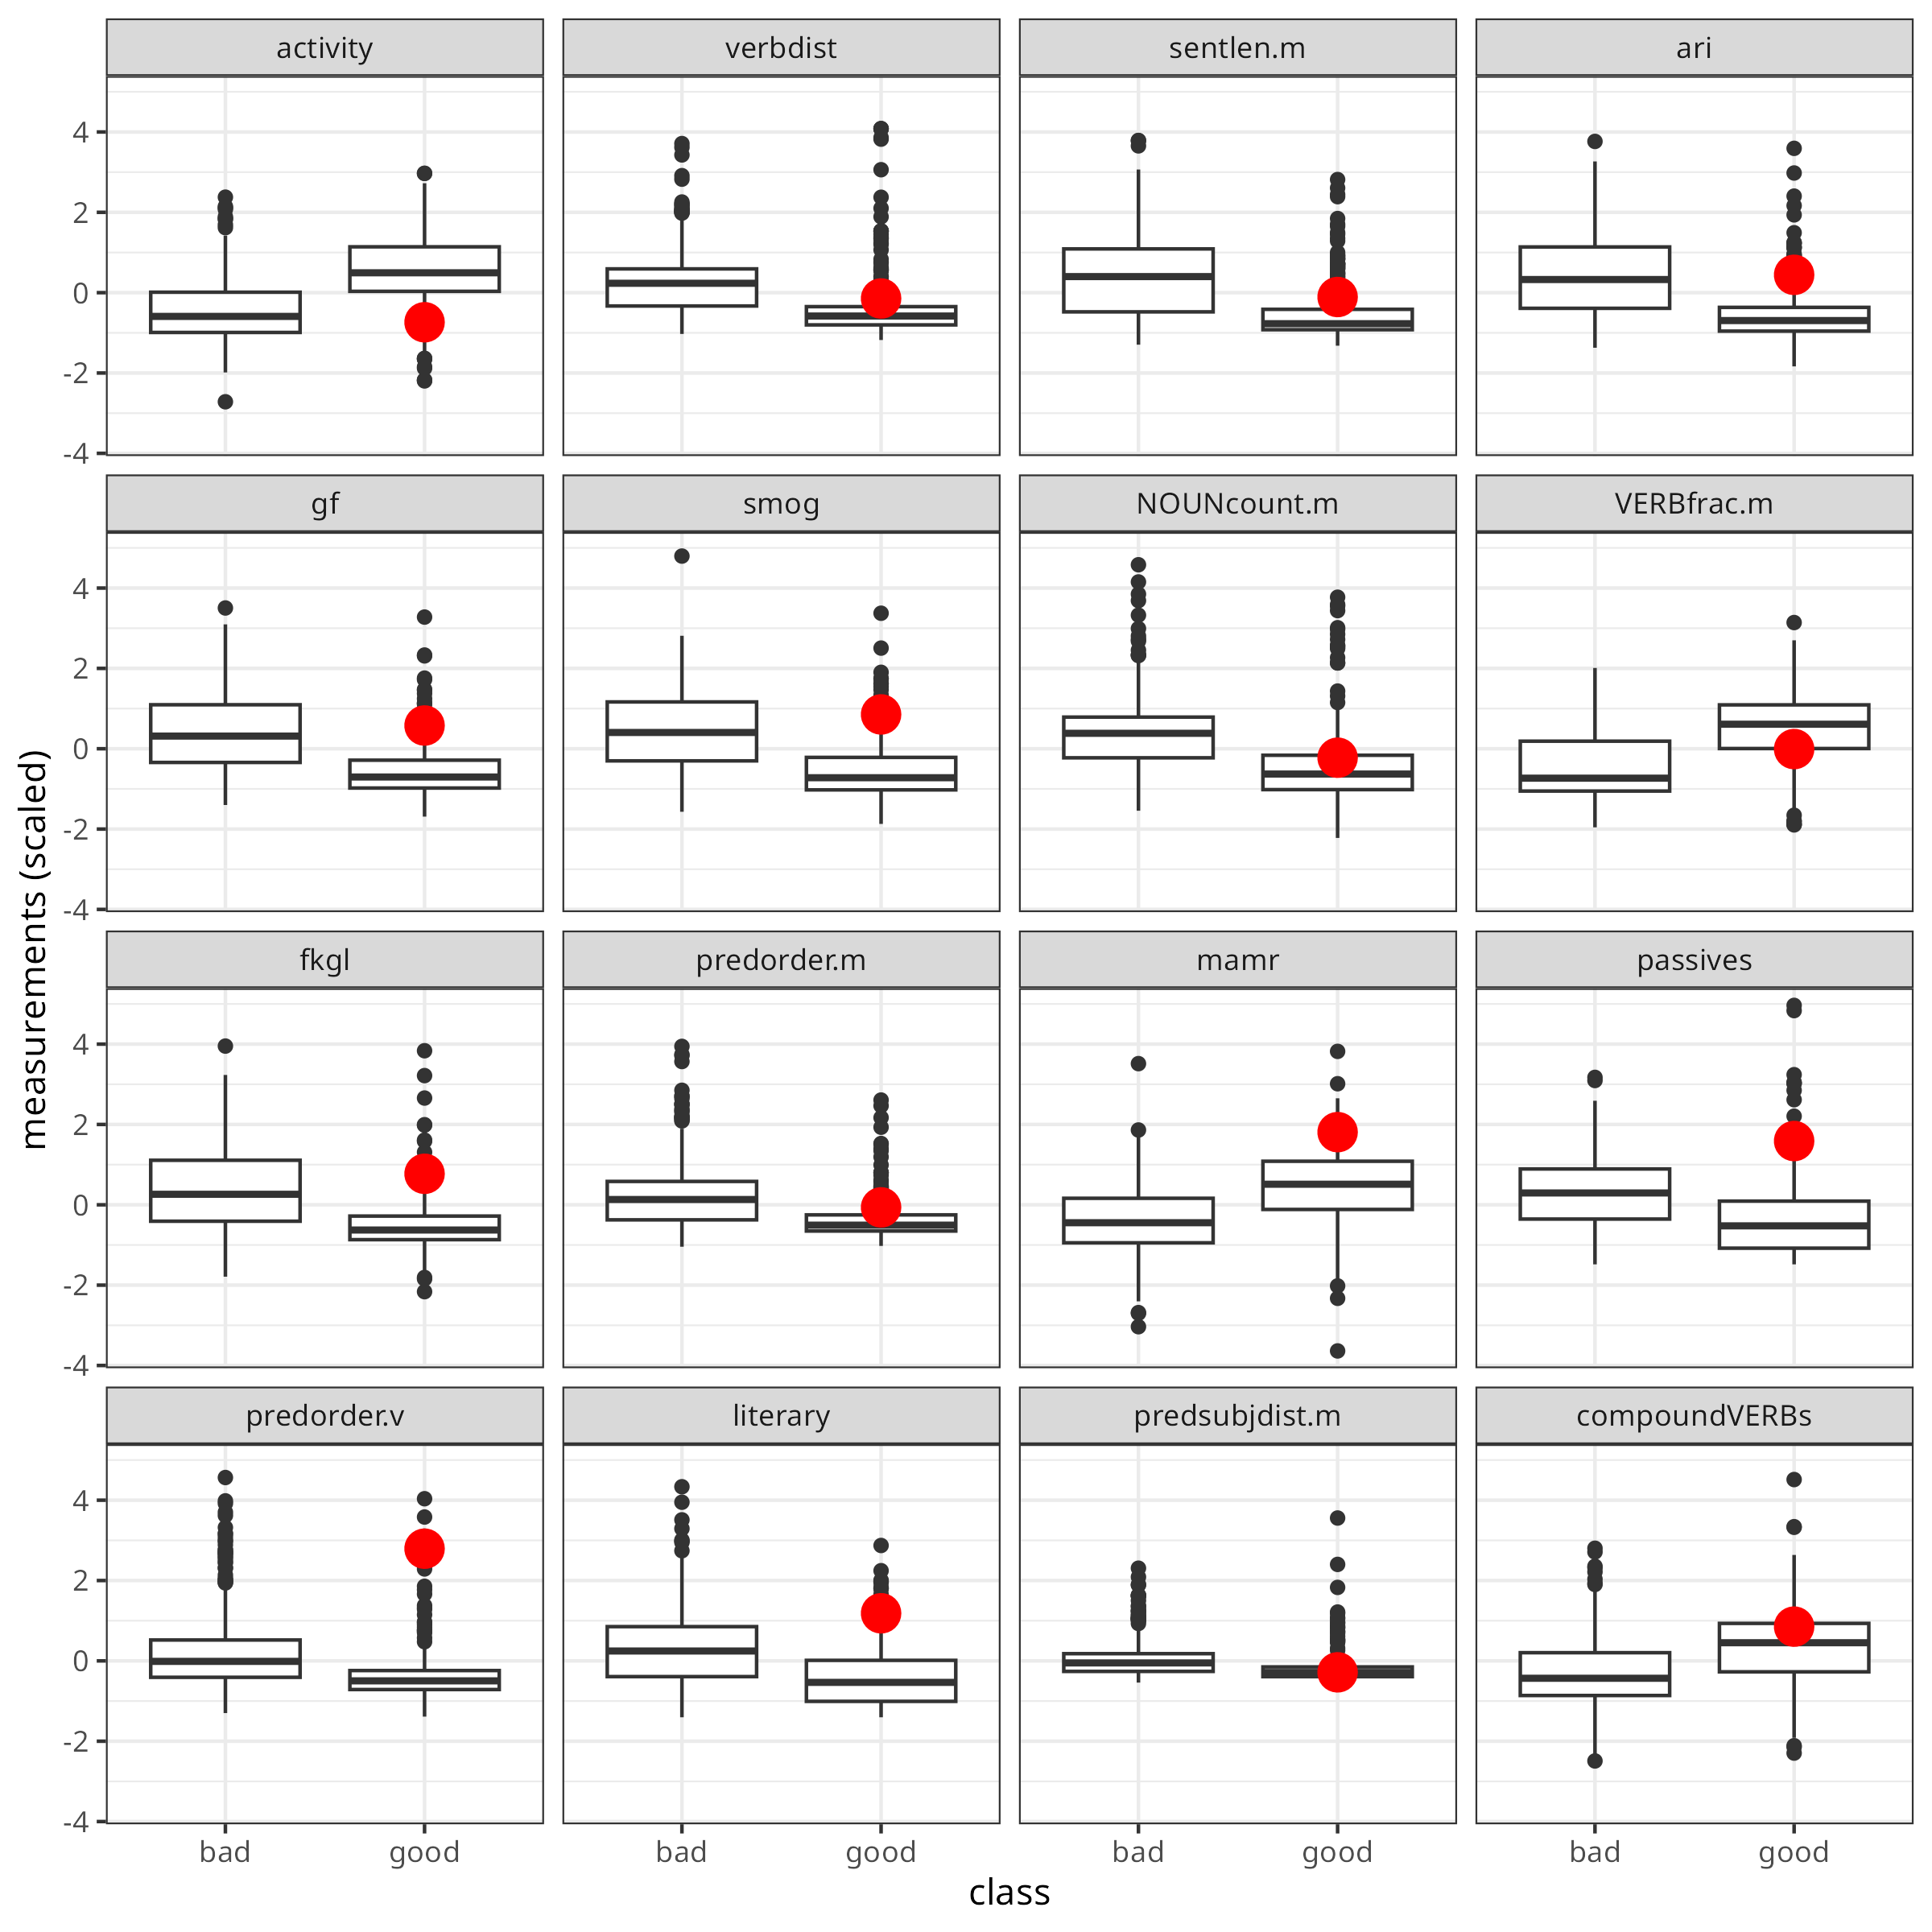 activity verbdist sentlen.m ari
4
2
0
-2
-4
gf smog NOUNcount.m VERBfrac.m
4
2
0
-2
-4
fkgl predorder.m mamr passives
4
2
0
-2
-4
predorder.v literary predsubjdist.m compoundVERBs
4
2
0
-2
-4
bad good bad good bad good bad good
class
measurements (scaled)